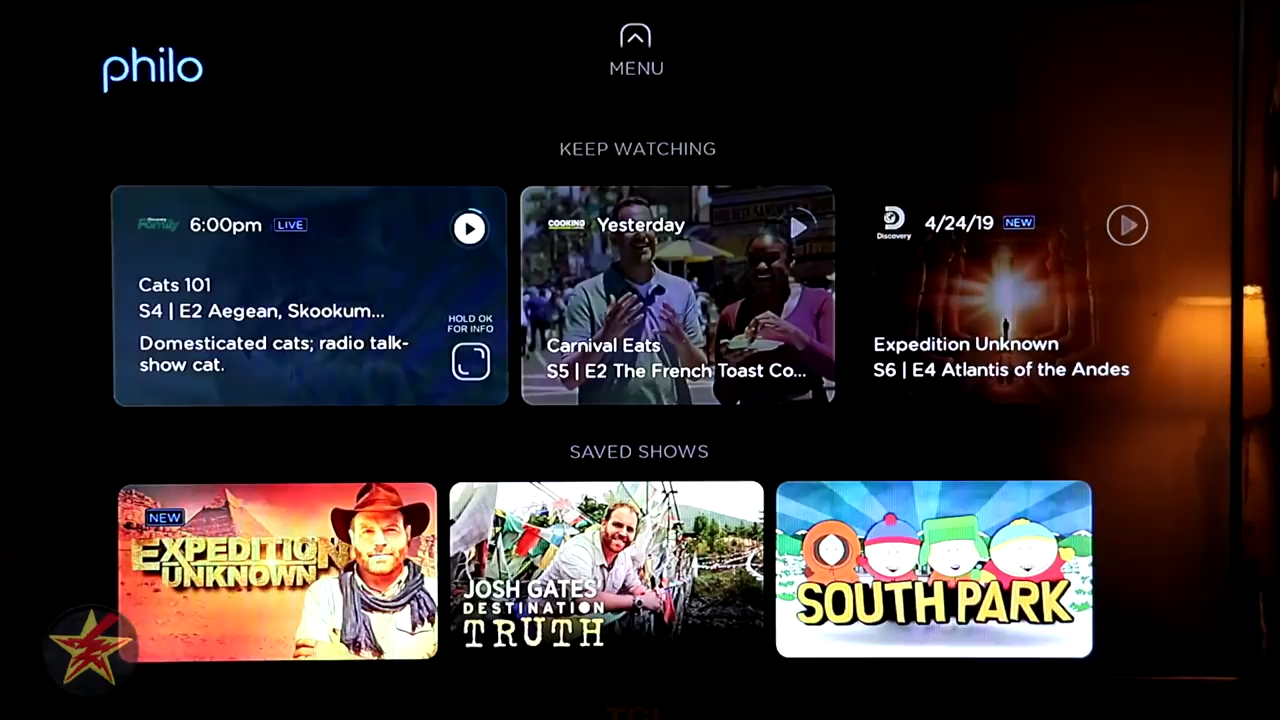 philo
MENU
KEEP WATCHING
Discovery Family 6:00pm LIVE
Cats 101
S4 | E2 Aegean, Skookum...
Domesticated cats; radio talk-
show cat.
HOLD OK
FOR INFO
COOKING Yesterday
Carnival Eats
S5 | E2 The French Toast Co...
Discovery
4/24/19 NEW
Expedition Unknown
S6 | E4 Atlantis of the Andes
SAVED SHOWS
NEW
EXPEDITION
UNKNOWN
JOSH GATES'
DESTINATION
TRUTH
SOUTH PARK
TCL